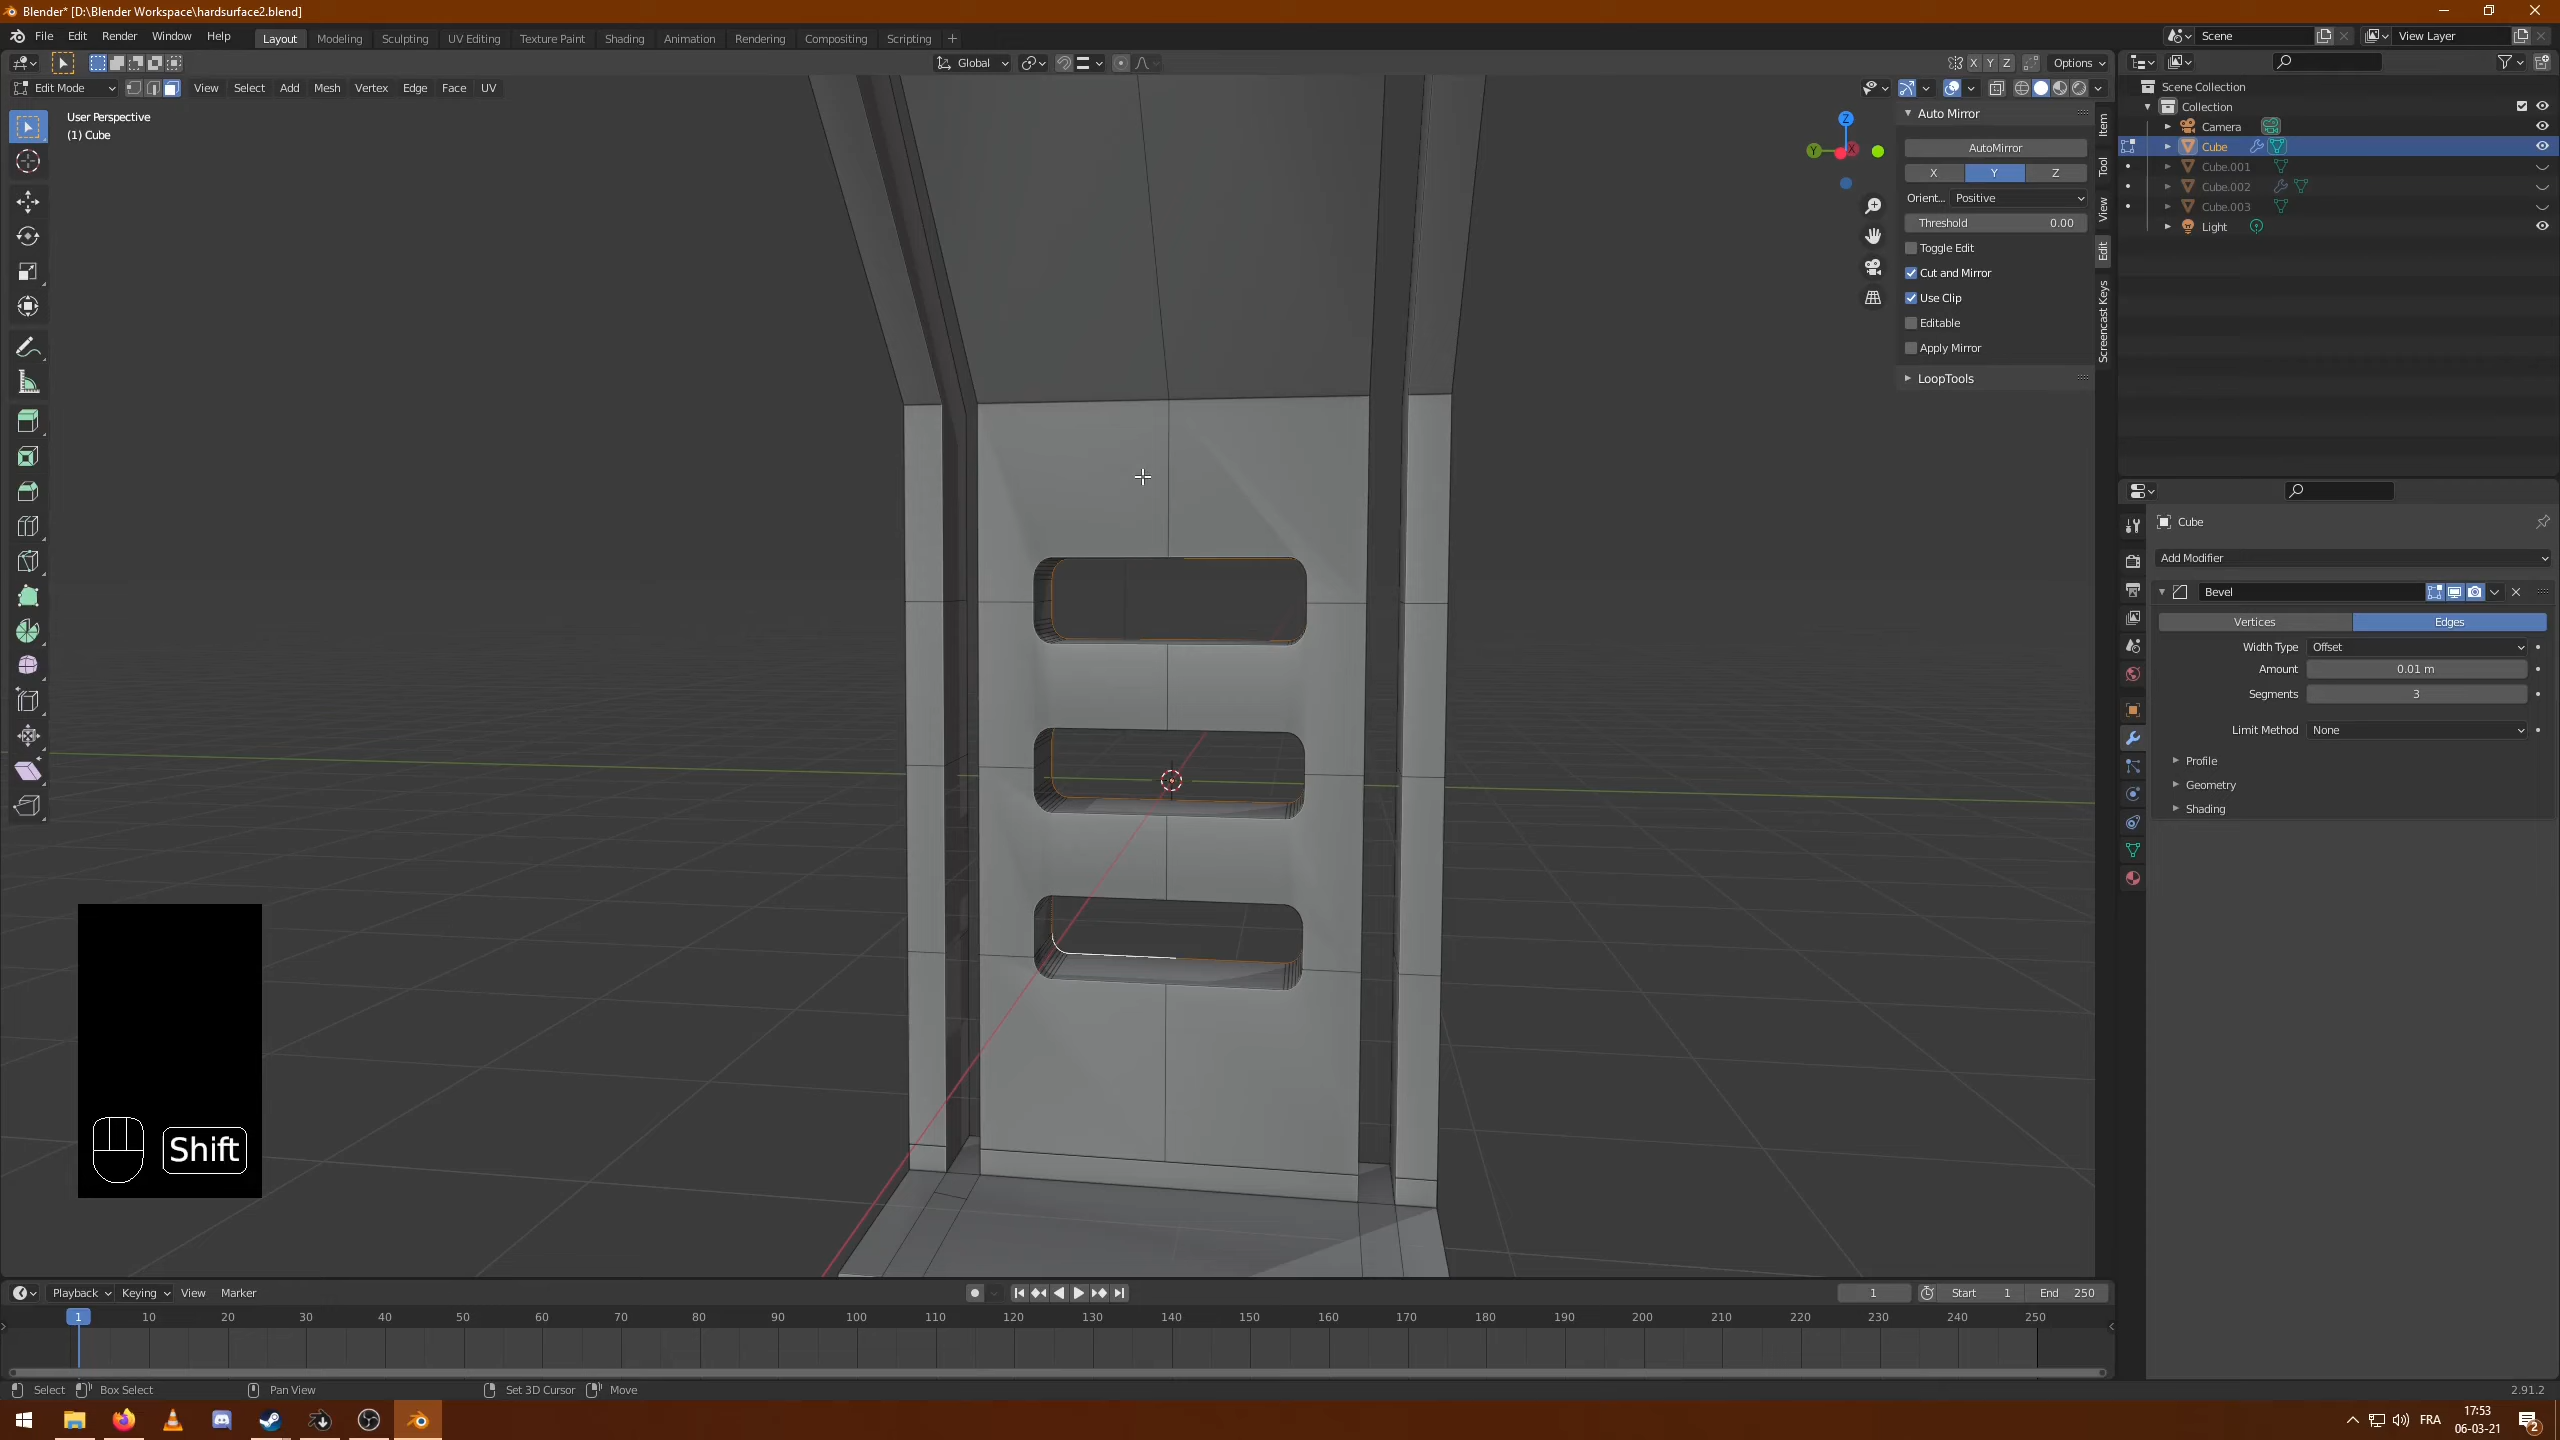 Blender* [D:\Blender Workspace\hardsurface2.blend]
File Edit Render Window Help Layout Modeling Sculpting UV Editing Texture Paint Shading Animation Rendering Compositing Scripting + Scene View Layer
Global X Y Z Options
Edit Mode View Select Add Mesh Vertex Edge Face UV
User Perspective
(1) Cube
Z
Y
X
Auto Mirror
AutoMirror
X Y Z
Orient... Positive
Threshold 0.00
Toggle Edit
Cut and Mirror
Use Clip
Editable
Apply Mirror
LoopTools
Item
Tool
View
Edit
Screencast Keys
Scene Collection
Collection
Camera
Cube
Cube.001
Cube.002
Cube.003
Light
Cube
Add Modifier
Bevel
Vertices Edges
Width Type Offset
Amount 0.01 m
Segments 3
Limit Method None
Profile
Geometry
Shading
Shift
Playback Keying View Marker 1 Start 1 End 250
1 10 20 30 40 50 60 70 80 90 100 110 120 130 140 150 160 170 180 190 200 210 220 230 240 250
Select Box Select Pan View Set 3D Cursor Move 2.91.2
FRA 17:53
06-03-21 2